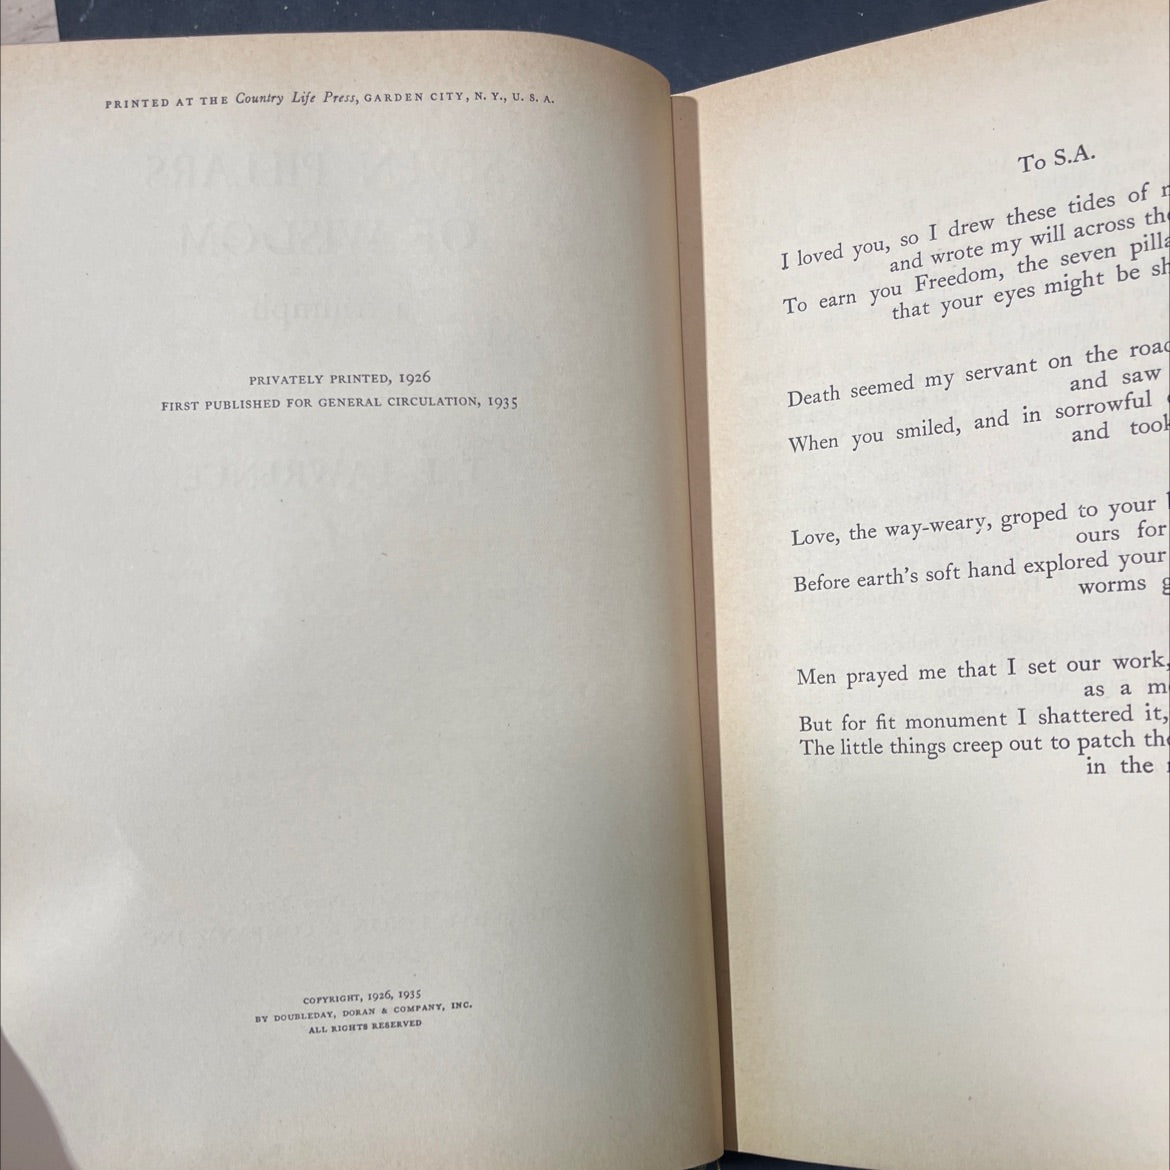 PRINTED AT THE Country Life Press, GARDEN CITY, N. Y., U. S. A.
PRIVATELY PRINTED, 1926
FIRST PUBLISHED FOR GENERAL CIRCULATION, 1935
COPYRIGHT, 1926, 1935
BY DOUBLEDAY, DORAN & COMPANY, INC.
ALL RIGHTS RESERVED
To S.A.
I loved you, so I drew these tides of
and wrote my will across
To earn you Freedom, the seven
that your eyes might be
Death seemed my servant on the
and saw
When you smiled, and in sorrowful
and
Love, the way-weary, groped to your
ours for
Before earth's soft hand explored your
worms
Men prayed me that I set our work,
as a
But for fit monument I shattered it,
The little things creep out to patch
in the